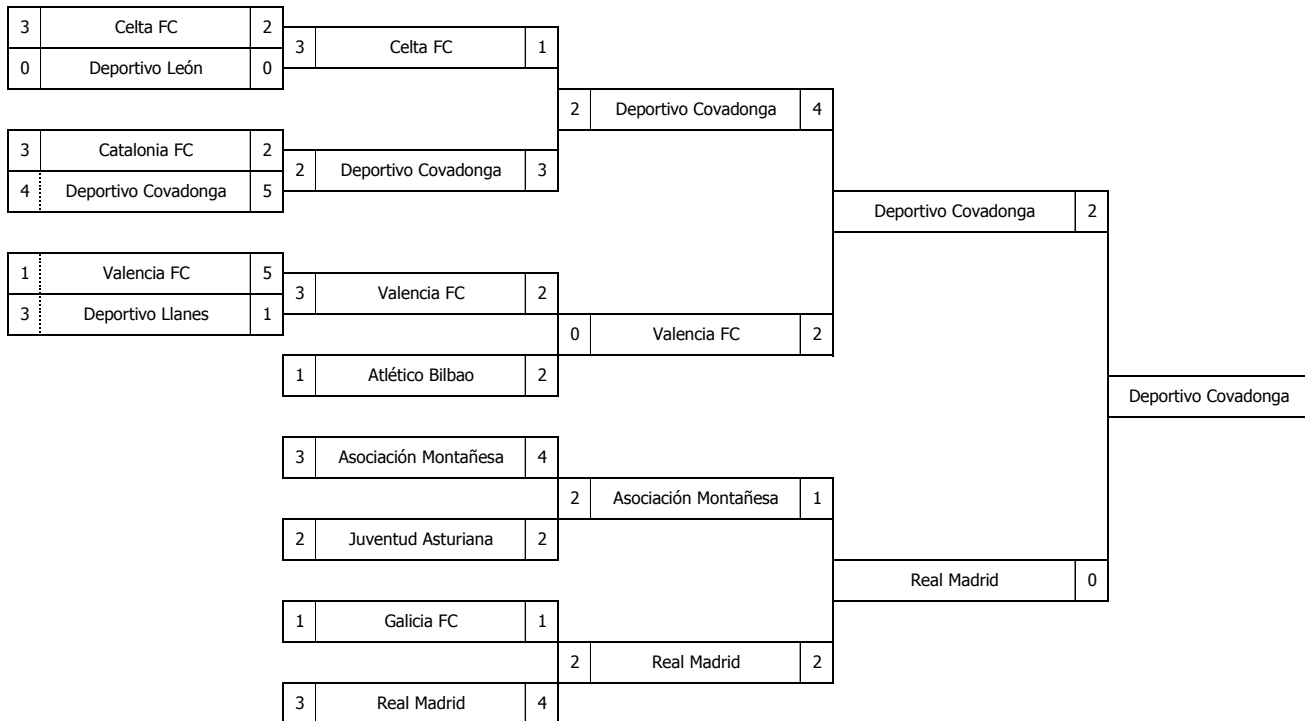 3 Celta FC 2
0 Deportivo León 0
3 Celta FC 1
2 Deportivo Covadonga 4
3 Catalonia FC 2
4 Deportivo Covadonga 5
2 Deportivo Covadonga 3
Deportivo Covadonga 2
1 Valencia FC 5
3 Deportivo Llanes 1
3 Valencia FC 2
0 Valencia FC 2
1 Atlético Bilbao 2
Deportivo Covadonga
3 Asociación Montañesa 4
2 Asociación Montañesa 1
2 Juventud Asturiana 2
Real Madrid 0
1 Galicia FC 1
2 Real Madrid 2
3 Real Madrid 4